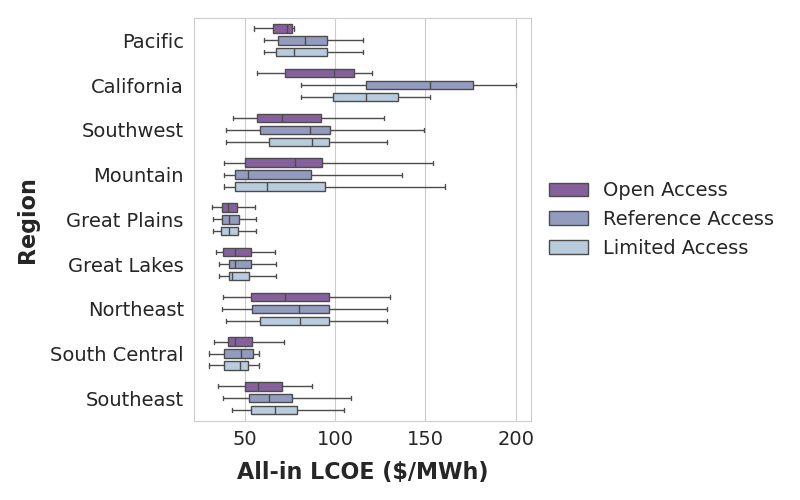 Pacific
California
Southwest
Mountain
Great Plains
Great Lakes
Northeast
South Central
Southeast
Region
50 100 150 200
All-in LCOE ($/MWh)
Open Access
Reference Access
Limited Access